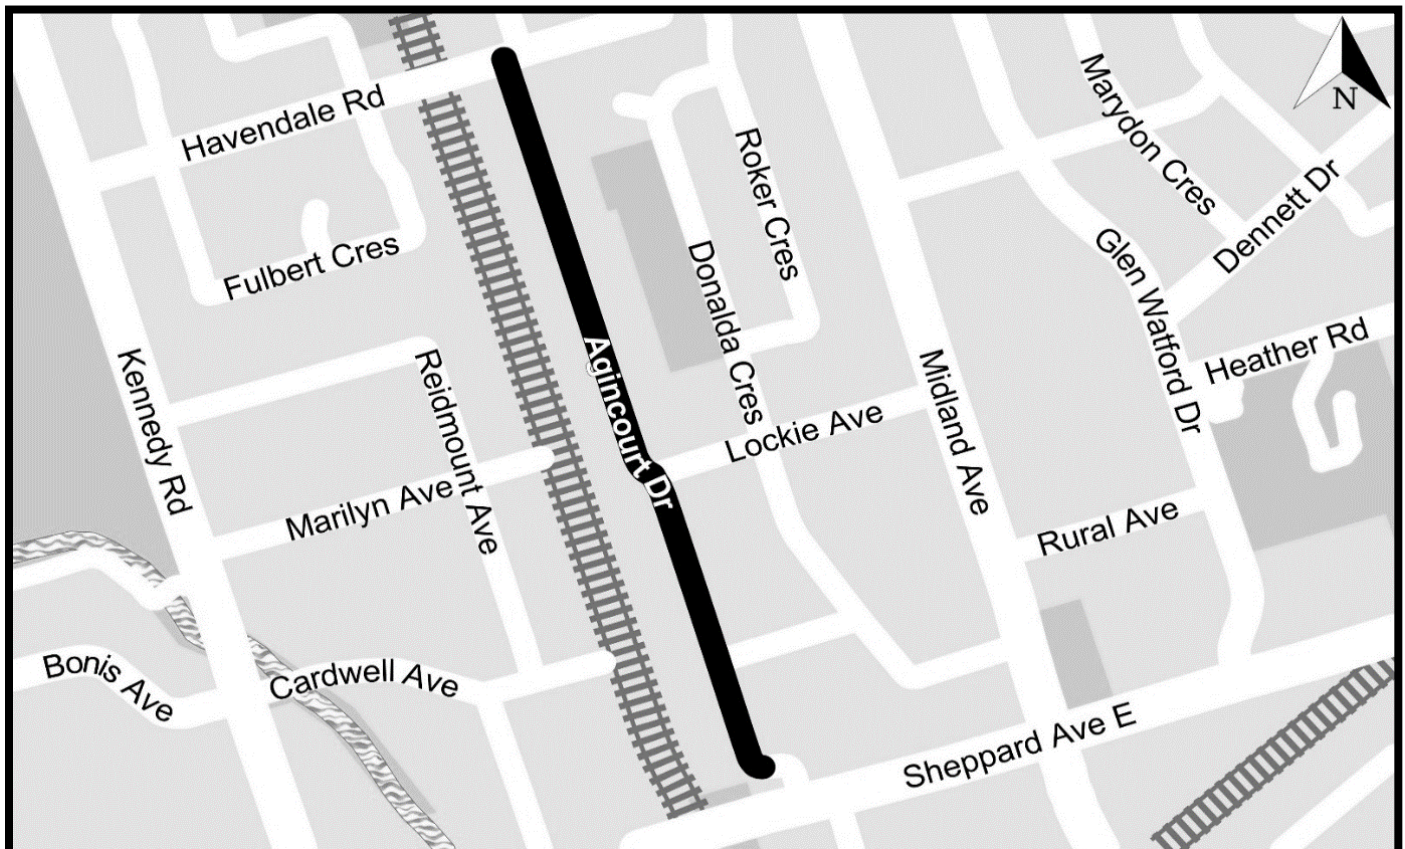 N
Havendale Rd
Marydon Cres
Roker Cres
Dennett Dr
Fulbert Cres
Donalda Cres
Glen Watford Dr
Kennedy Rd
Reidmount Ave
Agincourt Dr
Midland Ave
Heather Rd
Lockie Ave
Marilyn Ave
Rural Ave
Bonis Ave
Cardwell Ave
Sheppard Ave E